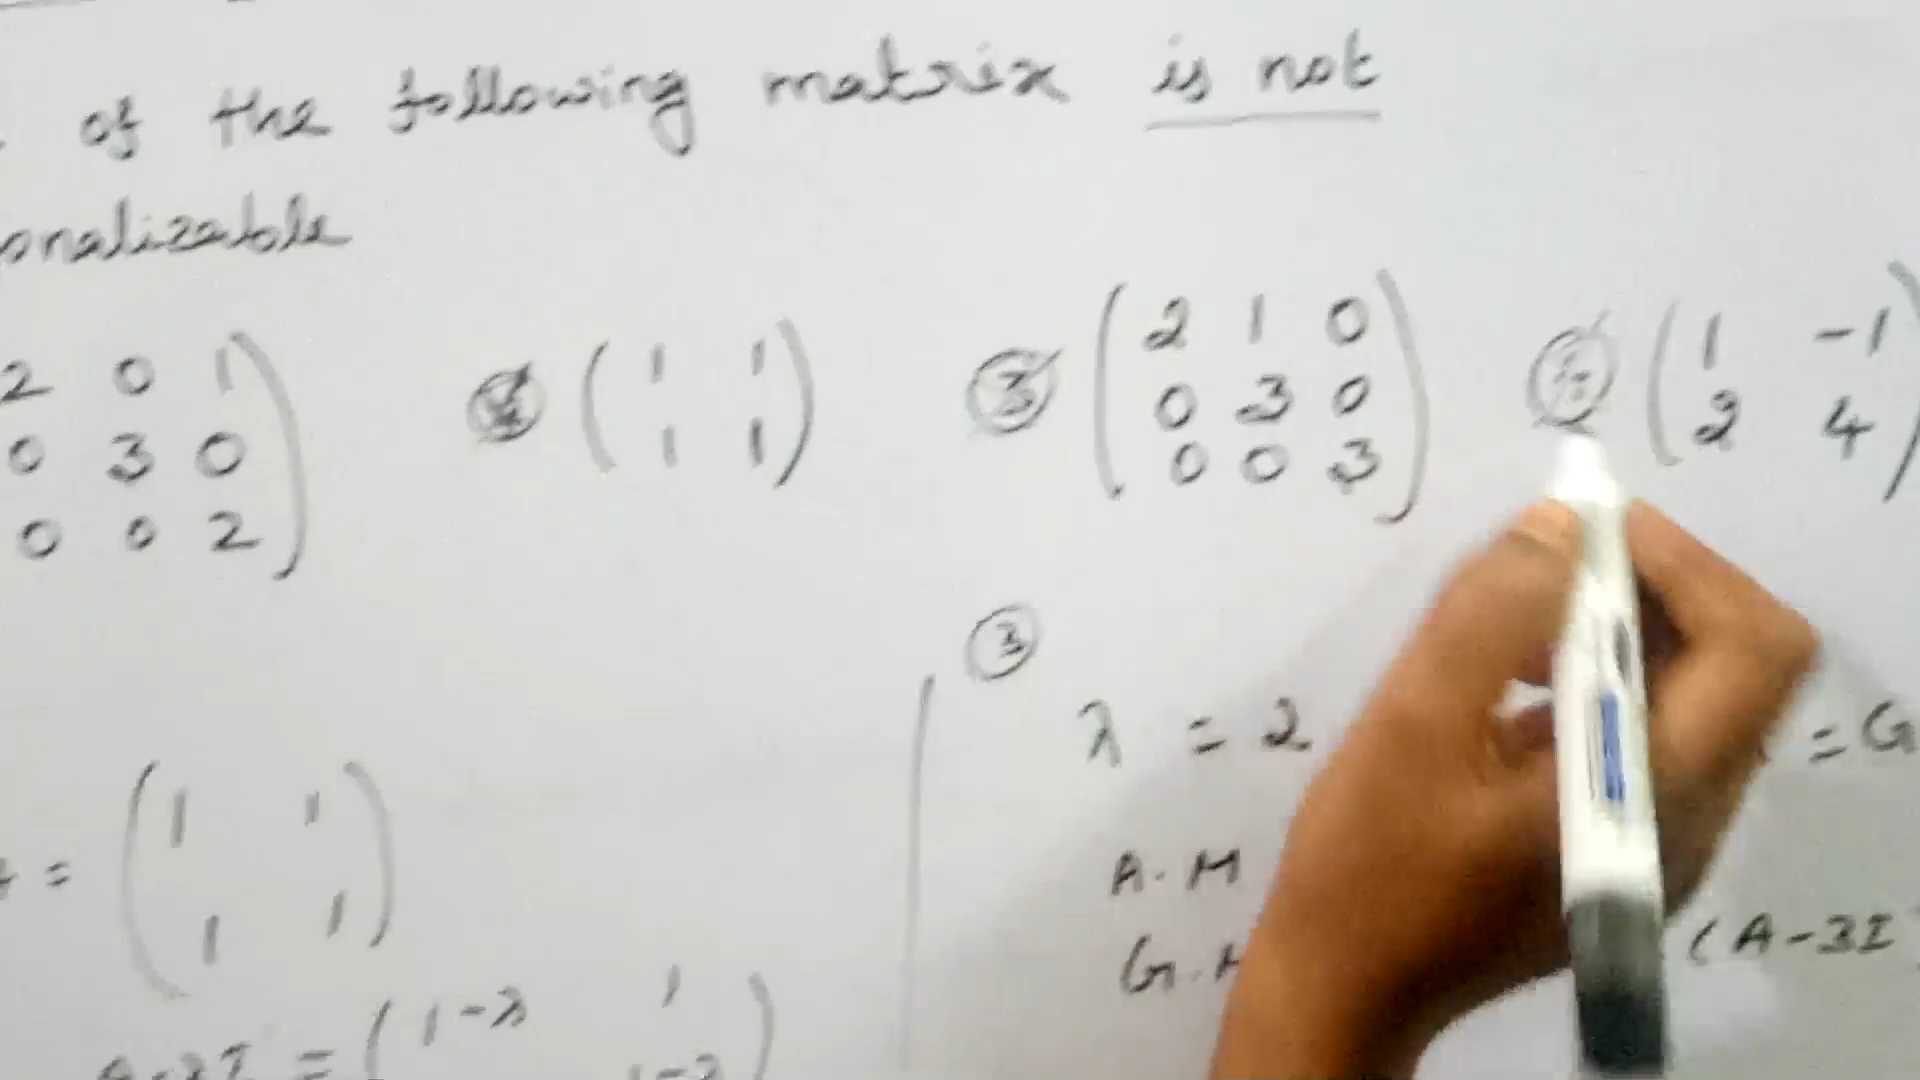 of the following matrix is not
onalizable
2 0 1
0 3 0
0 0 2
( 1 1
1 1 )
③ ( 2 1 0
0 3 0
0 0 3 )
( 1 -1
2 4 )
③
λ = 2
= G
= ( 1 1
1 1 )
A.M
G.M
(A-3I
= ( 1-λ 1